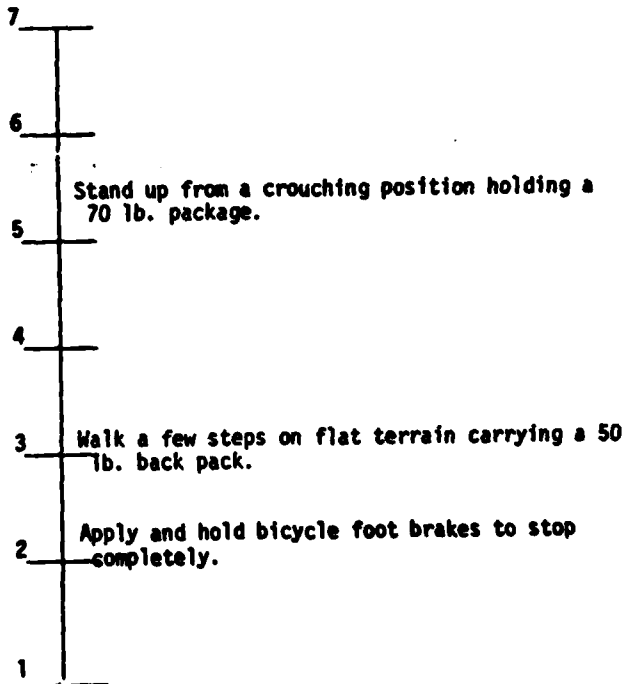 7
6
Stand up from a crouching position holding a
70 lb. package.
5
4
3 Walk a few steps on flat terrain carrying a 50
lb. back pack.
Apply and hold bicycle foot brakes to stop
2 completely.
1